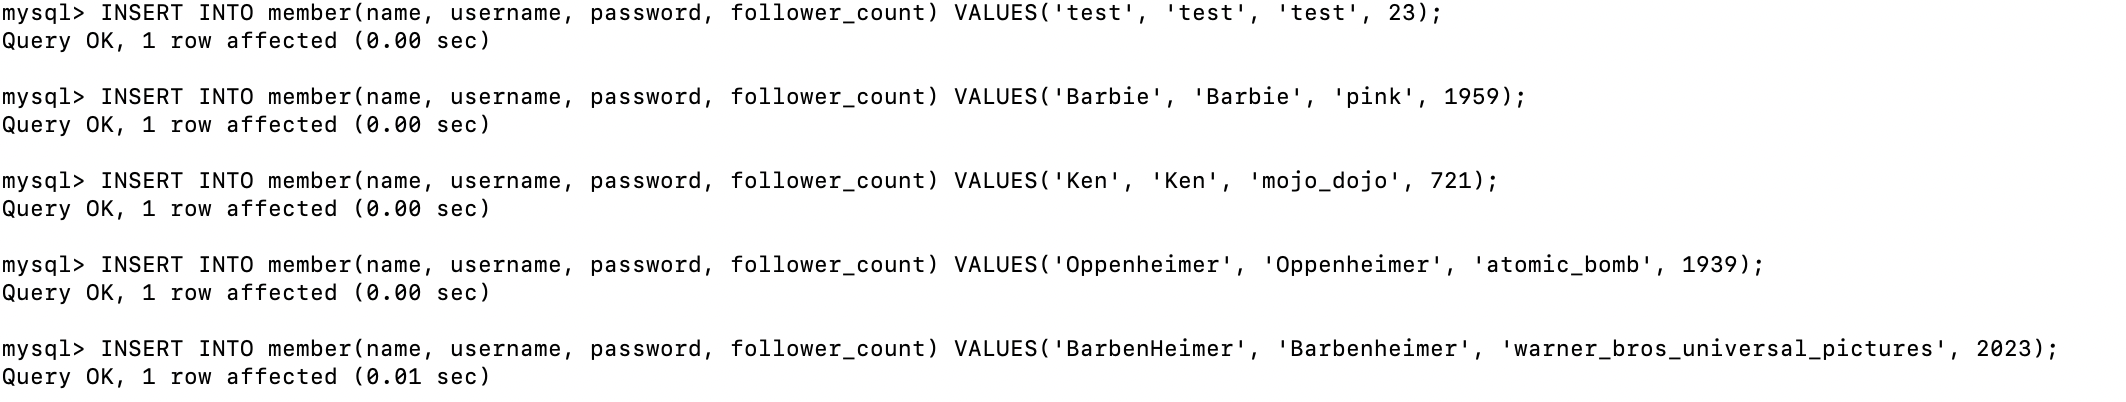 mysql> INSERT INTO member(name, username, password, follower_count) VALUES('test', 'test', 'test', 23);
Query OK, 1 row affected (0.00 sec)
mysql> INSERT INTO member(name, username, password, follower_count) VALUES('Barbie', 'Barbie', 'pink', 1959);
Query OK, 1 row affected (0.00 sec)
mysql> INSERT INTO member(name, username, password, follower_count) VALUES('Ken', 'Ken', 'mojo_dojo', 721);
Query OK, 1 row affected (0.00 sec)
mysql> INSERT INTO member(name, username, password, follower_count) VALUES('Oppenheimer', 'Oppenheimer', 'atomic_bomb', 1939);
Query OK, 1 row affected (0.00 sec)
mysql> INSERT INTO member(name, username, password, follower_count) VALUES('BarbenHeimer', 'Barbenheimer', 'warner_bros_universal_pictures', 2023);
Query OK, 1 row affected (0.01 sec)